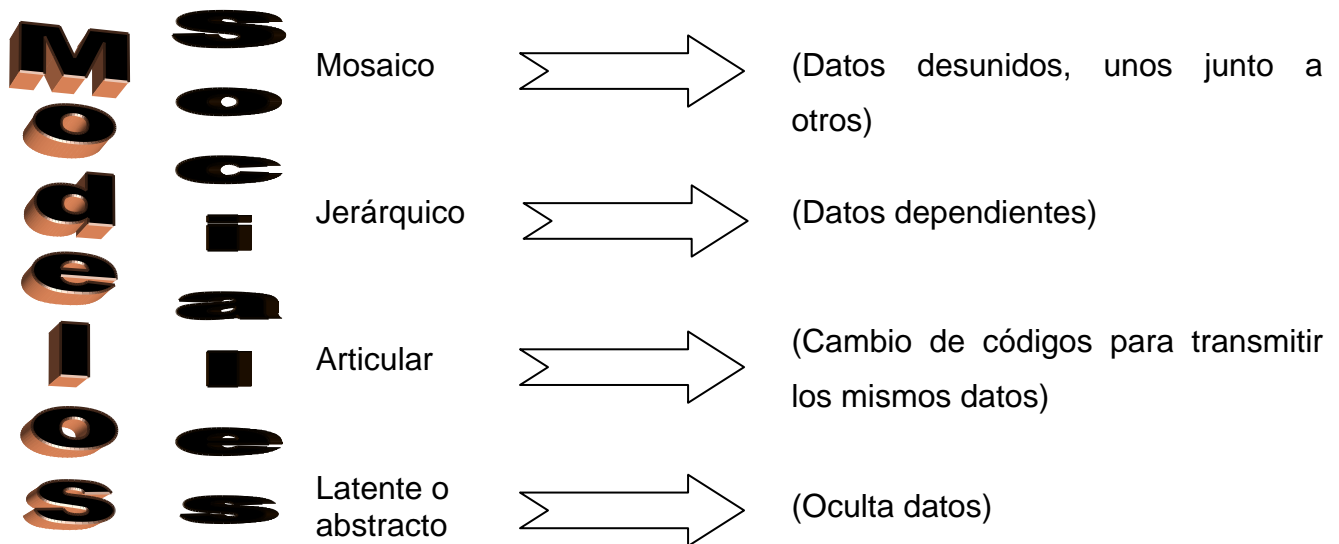 Modelos
Sociales
Mosaico
(Datos desunidos, unos junto a
otros)
Jerárquico
(Datos dependientes)
Articular
(Cambio de códigos para transmitir
los mismos datos)
Latente o
abstracto
(Oculta datos)